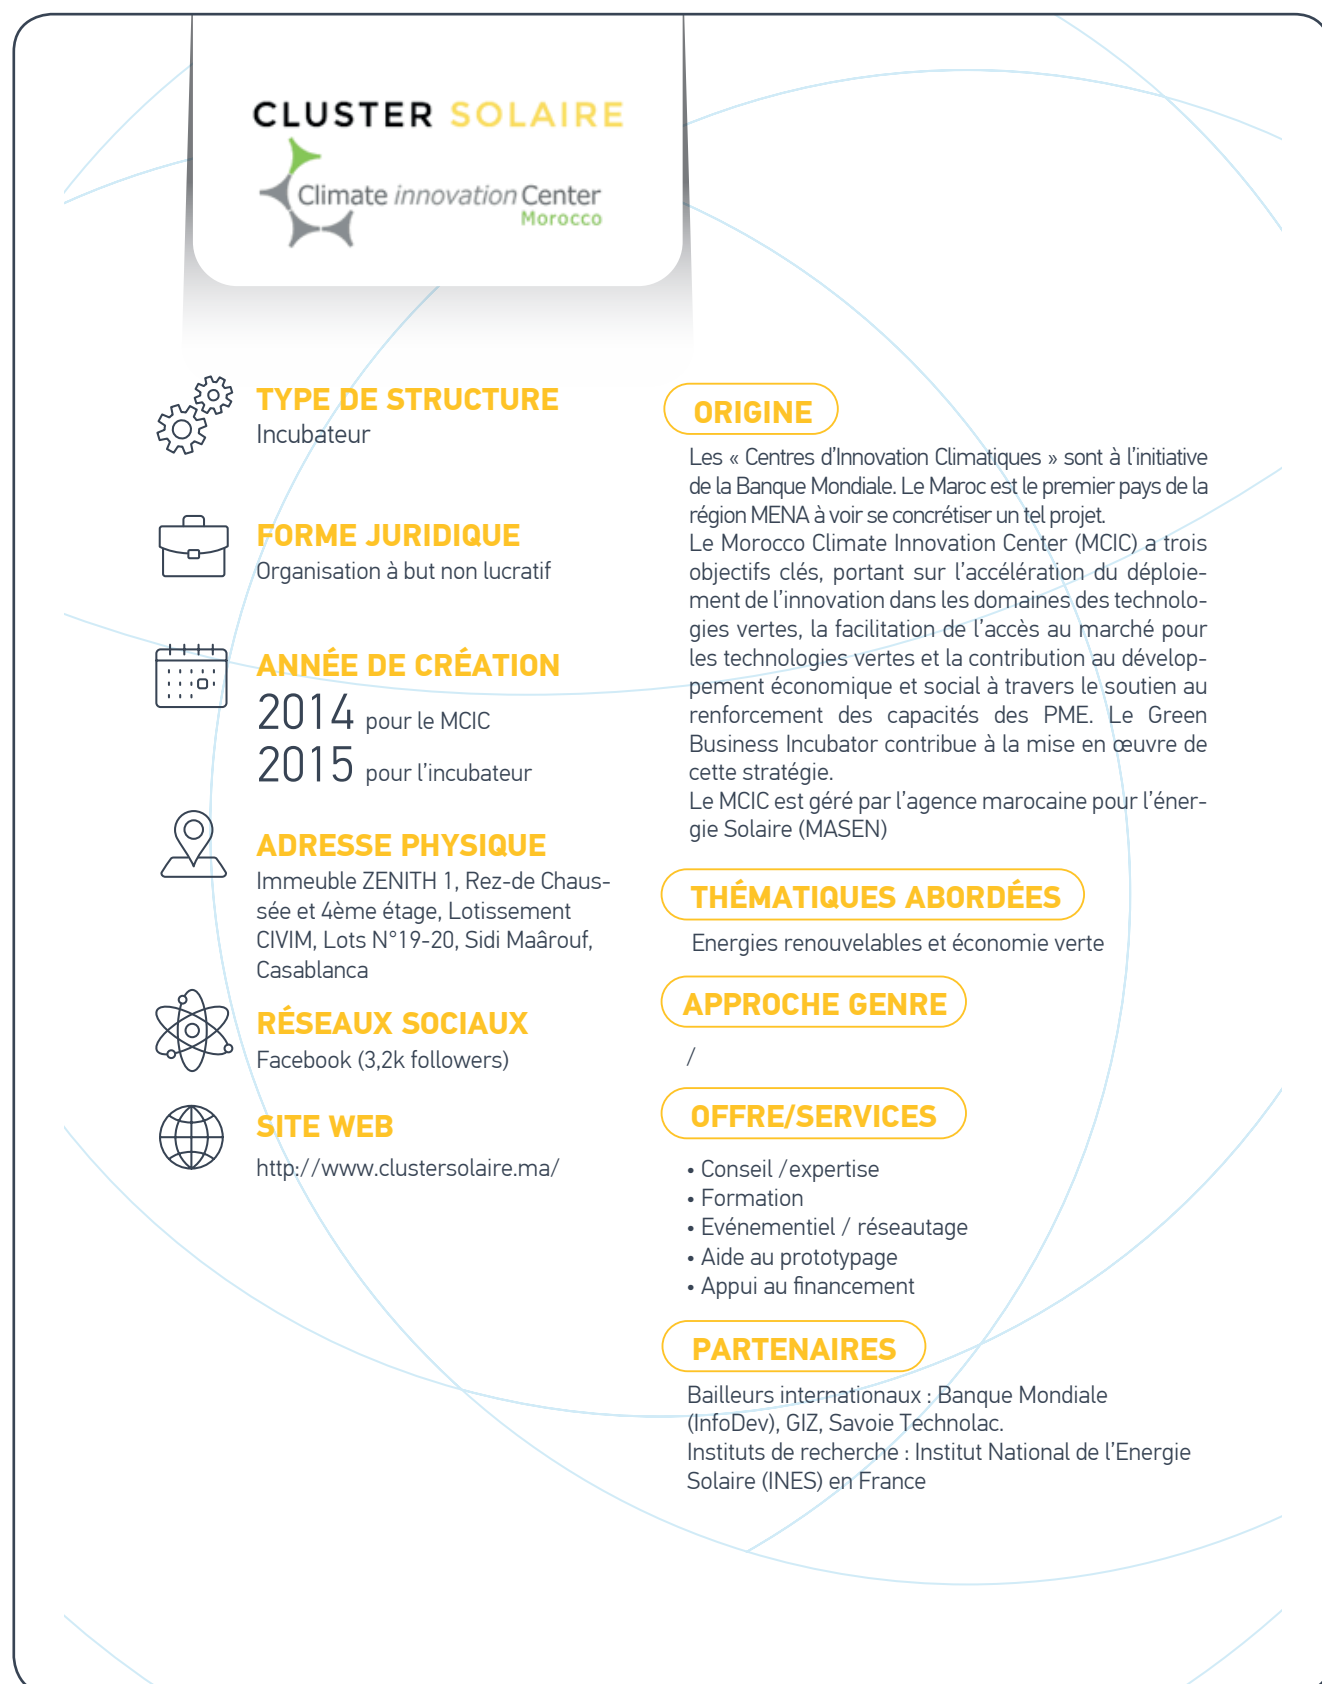 CLUSTER SOLAIRE
Climate innovation Center
Morocco
TYPE DE STRUCTURE
Incubateur
FORME JURIDIQUE
Organisation à but non lucratif
ANNÉE DE CRÉATION
2014 pour le MCIC
2015 pour l'incubateur
ADRESSE PHYSIQUE
Immeuble ZENITH 1, Rez-de Chaus-
sée et 4ème étage, Lotissement
CIVIM, Lots N°19-20, Sidi Maârouf,
Casablanca
RÉSEAUX SOCIAUX
Facebook (3,2k followers)
SITE WEB
http://www.clustersolaire.ma/
ORIGINE
Les « Centres d'Innovation Climatiques » sont à l'initiative
de la Banque Mondiale. Le Maroc est le premier pays de la
région MENA à voir se concrétiser un tel projet.
Le Morocco Climate Innovation Center (MCIC) a trois
objectifs clés, portant sur l'accélération du déploie-
ment de l'innovation dans les domaines des technolo-
gies vertes, la facilitation de l'accès au marché pour
les technologies vertes et la contribution au dévelop-
pement économique et social à travers le soutien au
renforcement des capacités des PME. Le Green
Business Incubator contribue à la mise en œuvre de
cette stratégie.
Le MCIC est géré par l'agence marocaine pour l'éner-
gie Solaire (MASEN)
THÉMATIQUES ABORDÉES
Energies renouvelables et économie verte
APPROCHE GENRE
/
OFFRE/SERVICES
• Conseil /expertise
• Formation
• Evénementiel / réseautage
• Aide au prototypage
• Appui au financement
PARTENAIRES
Bailleurs internationaux : Banque Mondiale
(InfoDev), GIZ, Savoie Technolac.
Instituts de recherche : Institut National de l'Energie
Solaire (INES) en France